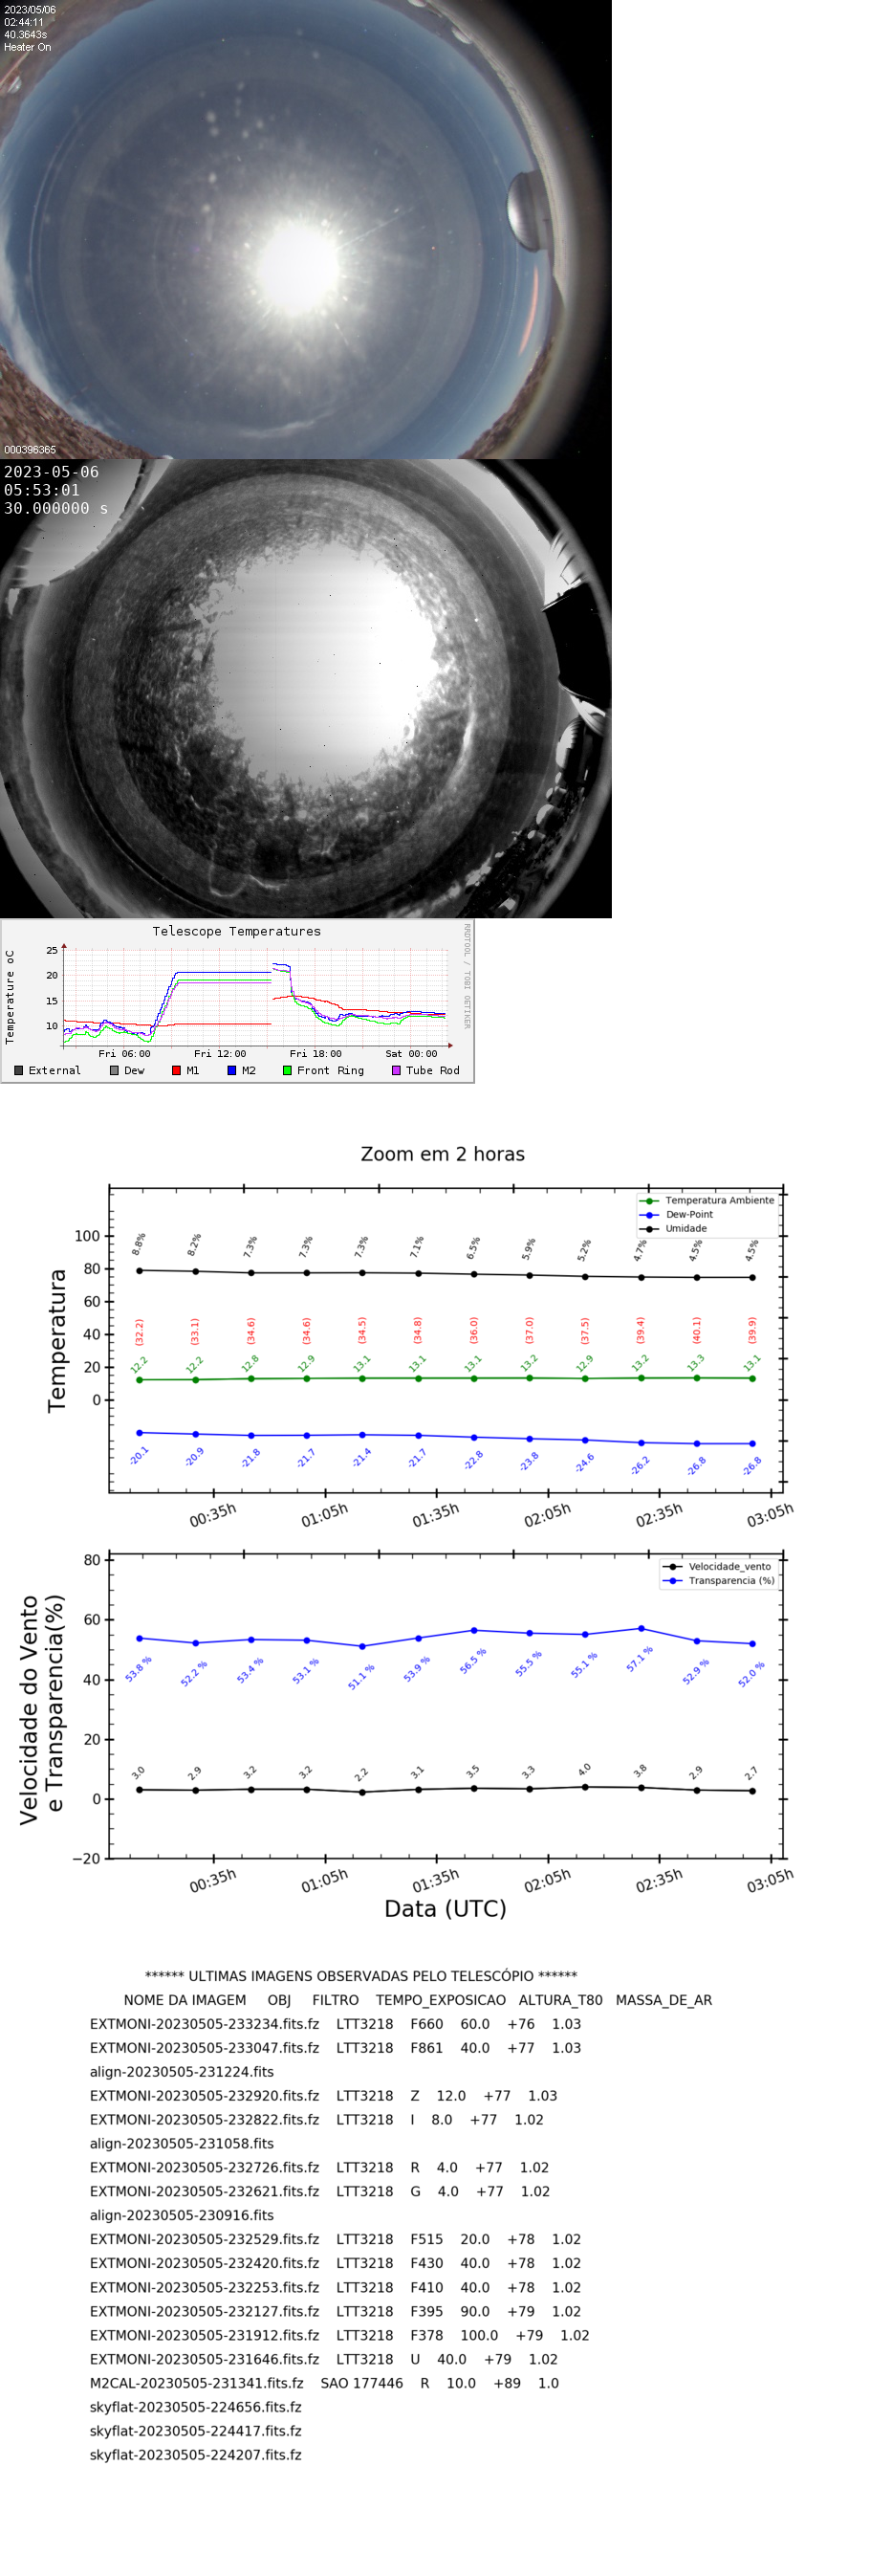 2023/05/06
02:44:11
40.3643s
Heater On
000396365
2023-05-06
05:53:01
30.000000 s
Telescope Temperatures
RRDTOOL / TOBI OETIKER
Temperature oC
25
20
15
10
Fri 06:00 Fri 12:00 Fri 18:00 Sat 00:00
External Dew M1 M2 Front Ring Tube Rod
Zoom em 2 horas
Temperatura Ambiente
Dew-Point
Umidade
Temperatura
100
80
60
40
20
0
8.8% 8.2% 7.3% 7.3% 7.3% 7.1% 6.5% 5.9% 5.2% 4.7% 4.5% 4.5%
(32.2) (33.1) (34.6) (34.6) (34.5) (34.8) (36.0) (37.0) (37.5) (39.4) (40.1) (39.9)
12.2 12.2 12.8 12.9 13.1 13.1 13.1 13.2 12.9 13.2 13.3 13.1
-20.1 -20.9 -21.8 -21.7 -21.4 -21.7 -22.8 -23.8 -24.6 -26.2 -26.8 -26.8
00:35h 01:05h 01:35h 02:05h 02:35h 03:05h
Velocidade_vento
Transparencia (%)
Velocidade do Vento
e Transparencia(%)
80
60
40
20
0
−20
53.8 % 52.2 % 53.4 % 53.1 % 51.1 % 53.9 % 56.5 % 55.5 % 55.1 % 57.1 % 52.9 % 52.0 %
3.0 2.9 3.2 3.2 2.2 3.1 3.5 3.3 4.0 3.8 2.9 2.7
00:35h 01:05h 01:35h 02:05h 02:35h 03:05h
Data (UTC)
****** ULTIMAS IMAGENS OBSERVADAS PELO TELESCÓPIO ******
NOME DA IMAGEM OBJ FILTRO TEMPO_EXPOSICAO ALTURA_T80 MASSA_DE_AR
EXTMONI-20230505-233234.fits.fz LTT3218 F660 60.0 +76 1.03
EXTMONI-20230505-233047.fits.fz LTT3218 F861 40.0 +77 1.03
align-20230505-231224.fits
EXTMONI-20230505-232920.fits.fz LTT3218 Z 12.0 +77 1.03
EXTMONI-20230505-232822.fits.fz LTT3218 I 8.0 +77 1.02
align-20230505-231058.fits
EXTMONI-20230505-232726.fits.fz LTT3218 R 4.0 +77 1.02
EXTMONI-20230505-232621.fits.fz LTT3218 G 4.0 +77 1.02
align-20230505-230916.fits
EXTMONI-20230505-232529.fits.fz LTT3218 F515 20.0 +78 1.02
EXTMONI-20230505-232420.fits.fz LTT3218 F430 40.0 +78 1.02
EXTMONI-20230505-232253.fits.fz LTT3218 F410 40.0 +78 1.02
EXTMONI-20230505-232127.fits.fz LTT3218 F395 90.0 +79 1.02
EXTMONI-20230505-231912.fits.fz LTT3218 F378 100.0 +79 1.02
EXTMONI-20230505-231646.fits.fz LTT3218 U 40.0 +79 1.02
M2CAL-20230505-231341.fits.fz SAO 177446 R 10.0 +89 1.0
skyflat-20230505-224656.fits.fz
skyflat-20230505-224417.fits.fz
skyflat-20230505-224207.fits.fz